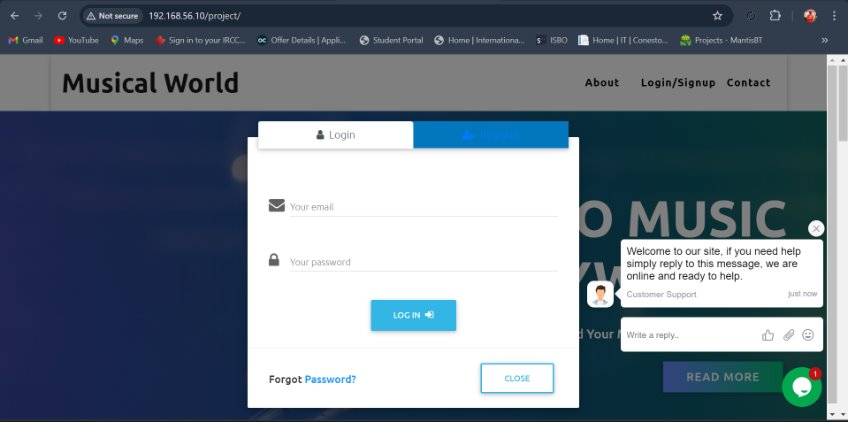 Not secure 192.168.56.10/project/
Gmail YouTube Maps Sign in to your IRCC... Offer Details | Appli... Student Portal Home | Internationa... ISBO Home | IT | Conesto... Projects - MantisBT »
Musical World
About Login/Signup Contact
Login Register
Your email
O MUSIC
Your password
Welcome to our site, if you need help
simply reply to this message, we are
online and ready to help.
Customer Support just now
LOG IN
d Your M
Write a reply..
Forgot Password?
CLOSE
READ MORE
1